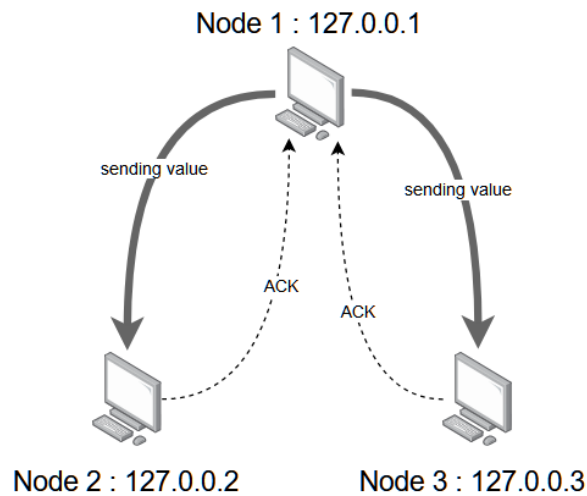 Node 1 : 127.0.0.1
sending value
sending value
ACK
ACK
Node 2 : 127.0.0.2
Node 3 : 127.0.0.3